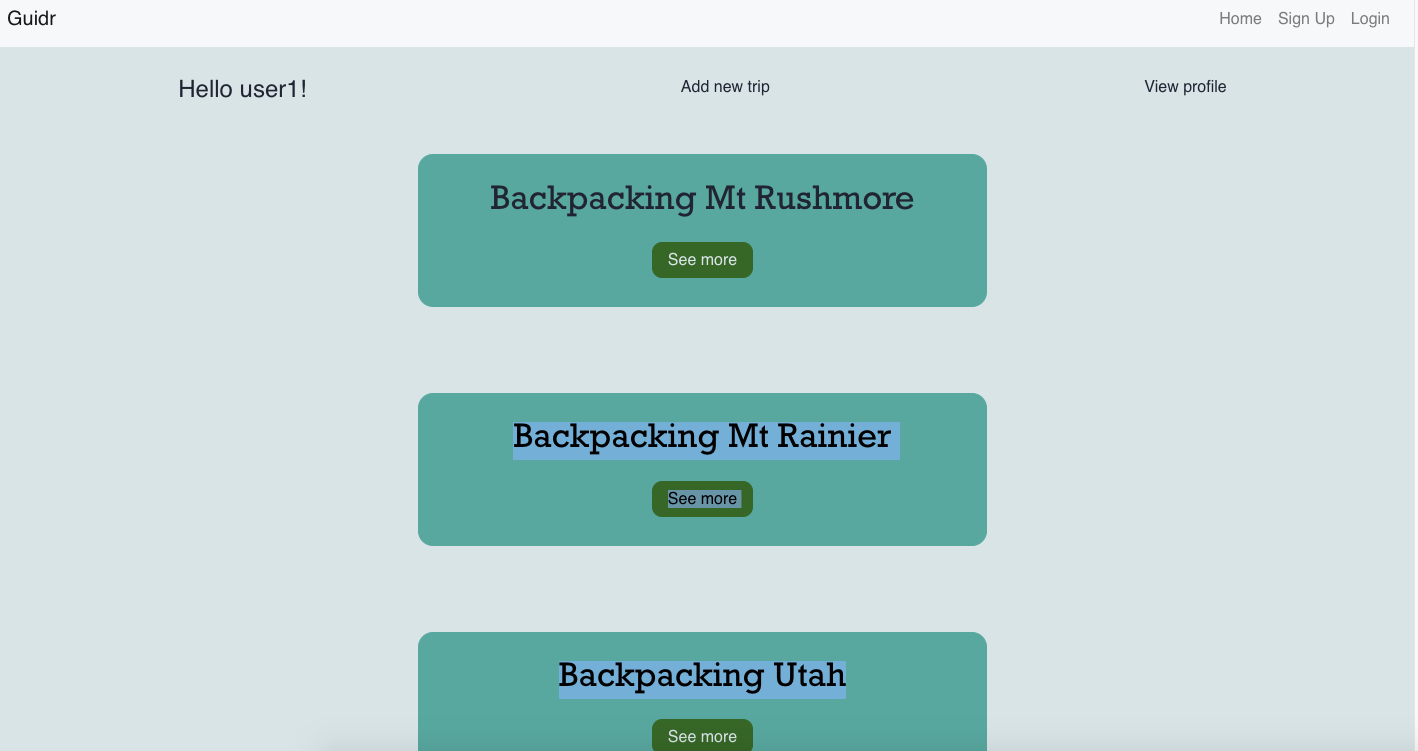 Guidr Home Sign Up Login
Hello user1! Add new trip View profile
Backpacking Mt Rushmore
See more
Backpacking Mt Rainier
See more
Backpacking Utah
See more